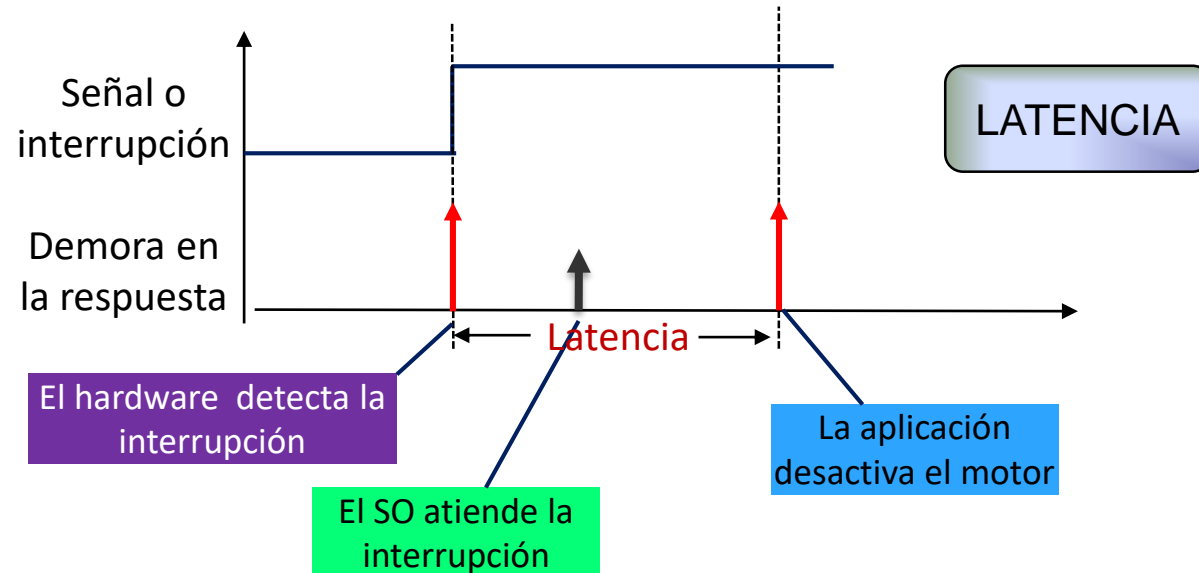 Señal o
interrupción
LATENCIA
Demora en
la respuesta
Latencia
El hardware detecta la
interrupción
La aplicación
desactiva el motor
El SO atiende la
interrupción